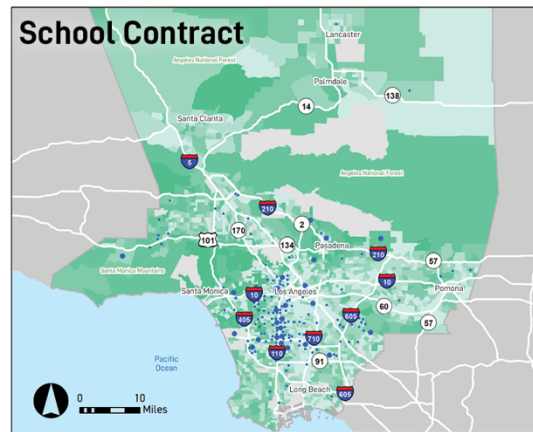 School Contract
Lancaster
Angeles National Forest
Palmdale
138
14
Santa Clarita
5
Angeles National Forest
210
2
170
101
134
Pasadena
210
57
10
Santa Monica Mountains
Santa Monica
10
Los Angeles
Pomona
60
405
605
57
710
110
91
Pacific
Ocean
Long Beach
605
0 10
Miles